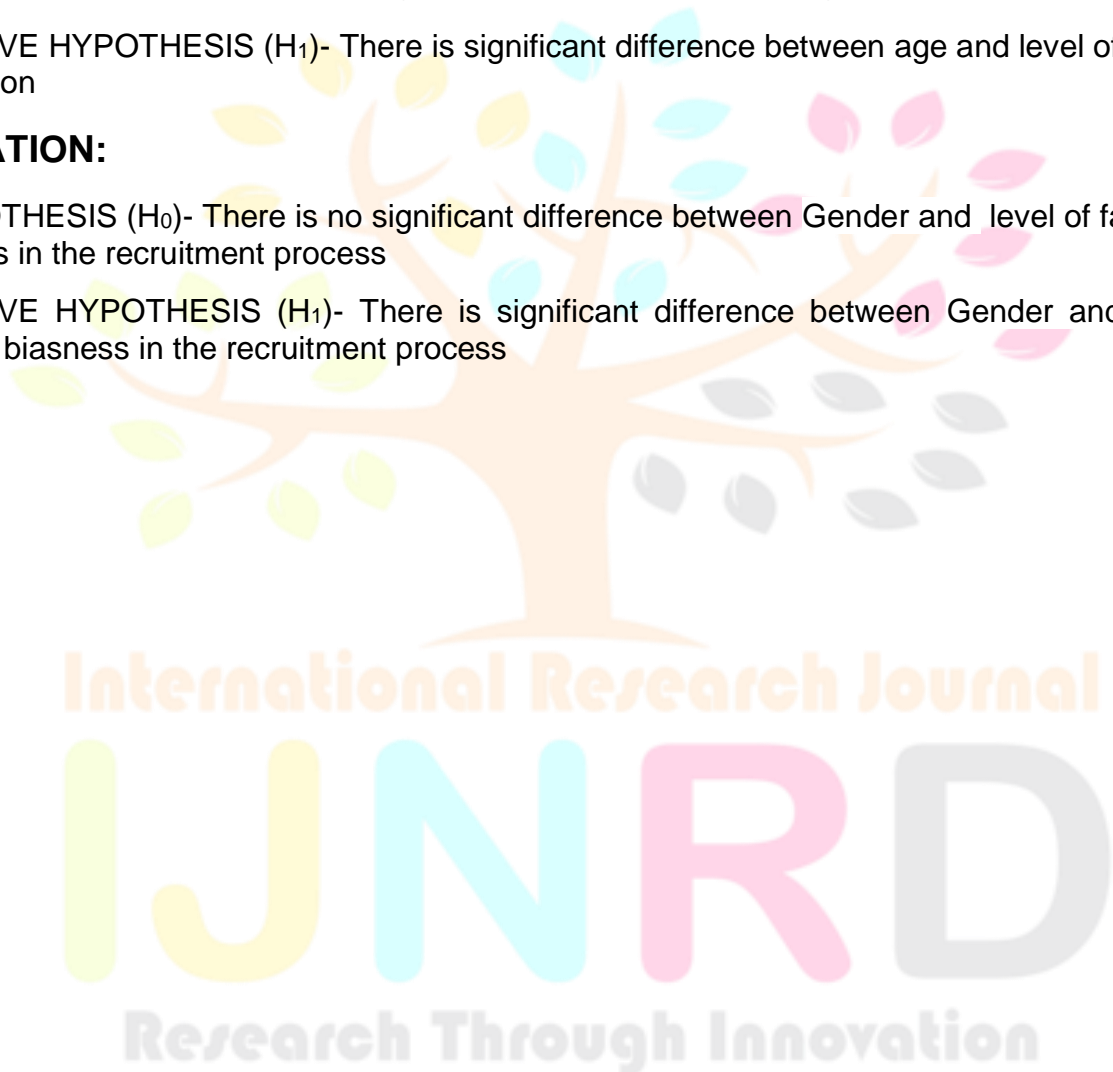 VE HYPOTHESIS (H₁)- There is significant difference between age and level of
on
ATION:
OTHESIS (H₀)- There is no significant difference between Gender and level of fa
s in the recruitment process
VE HYPOTHESIS (H₁)- There is significant difference between Gender and
biasness in the recruitment process
International Research Journal
IJNRD
Research Through Innovation